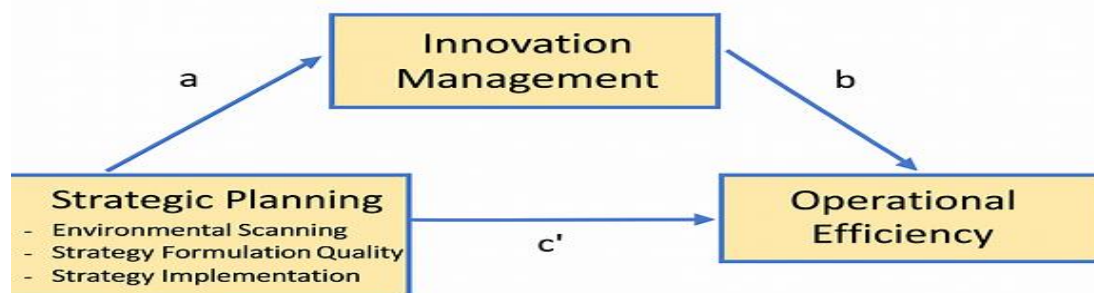 Innovation
Management
a
b
Strategic Planning
- Environmental Scanning
- Strategy Formulation Quality
- Strategy Implementation
c'
Operational
Efficiency